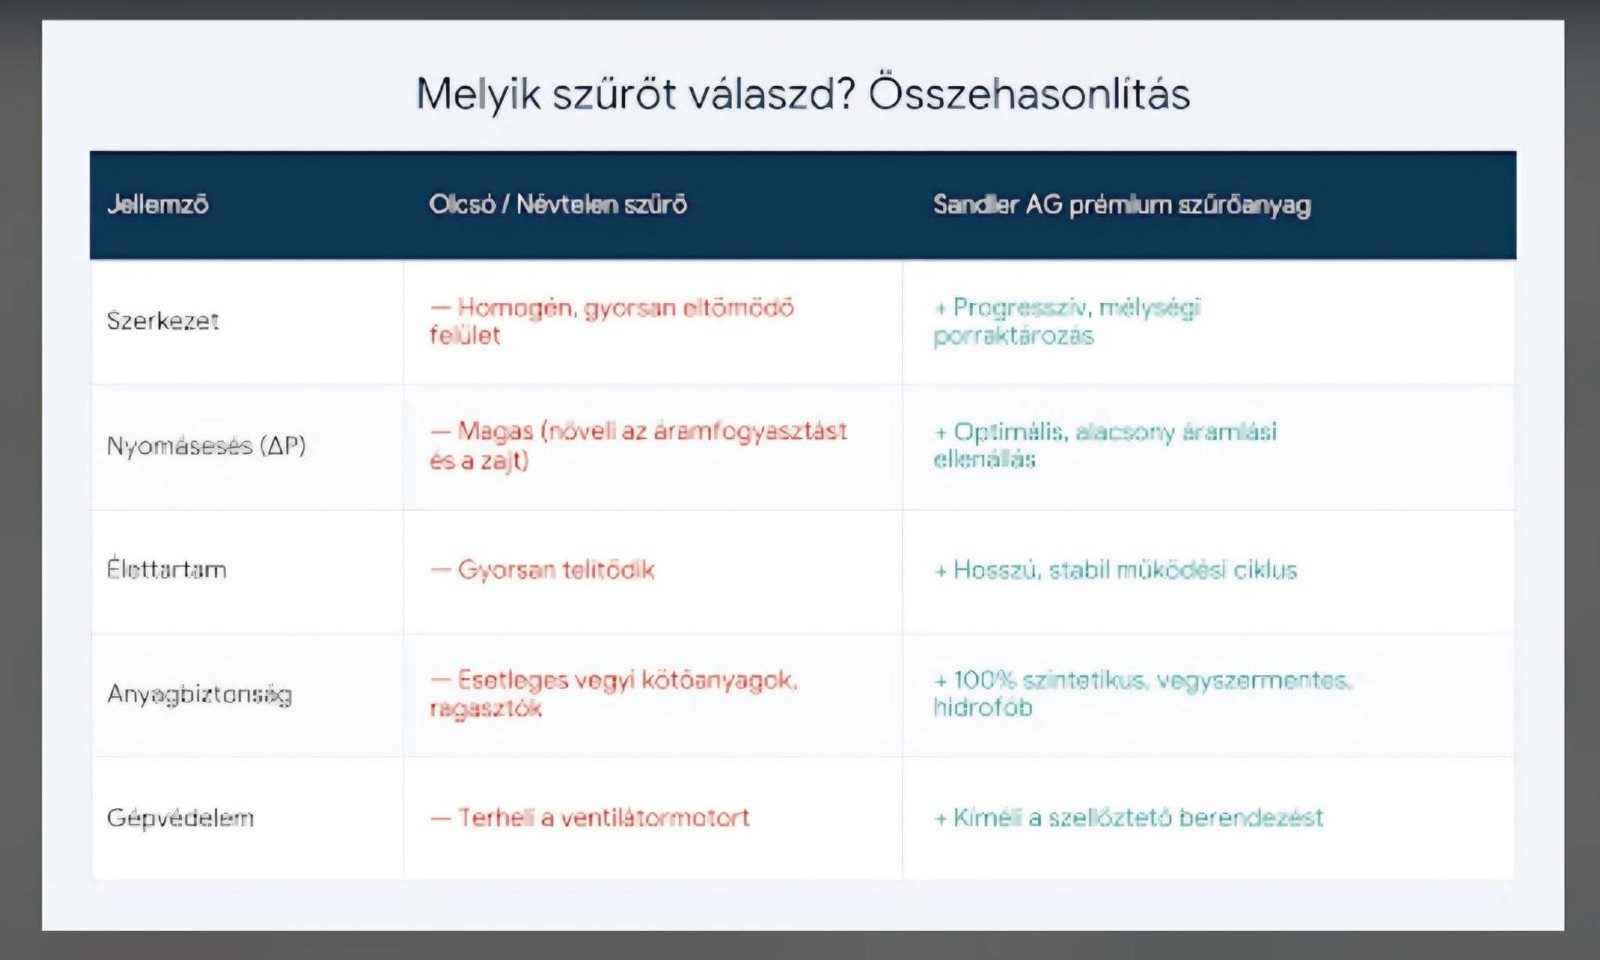 Melyik szűrőt válaszd? Összehasonlítás
Jellemző
Olcsó / Névtelen szűrő
Sandler AG prémium szűrőanyag
Szerkezet
— Homogén, gyorsan eltömődő
felület
+ Progresszív, mélységi
porraktározás
Nyomásesés (ΔP)
— Magas (növeli az áramfogyasztást
és a zajt)
+ Optimális, alacsony áramlási
ellenállás
Élettartam
— Gyorsan telítődik
+ Hosszú, stabil működési ciklus
Anyagbiztonság
— Esetleges vegyi kötőanyagok,
ragasztók
+ 100% szintetikus, vegyszermentes,
hidrofób
Gépvédelem
— Terheli a ventilátormotort
+ Kíméli a szellőztető berendezést